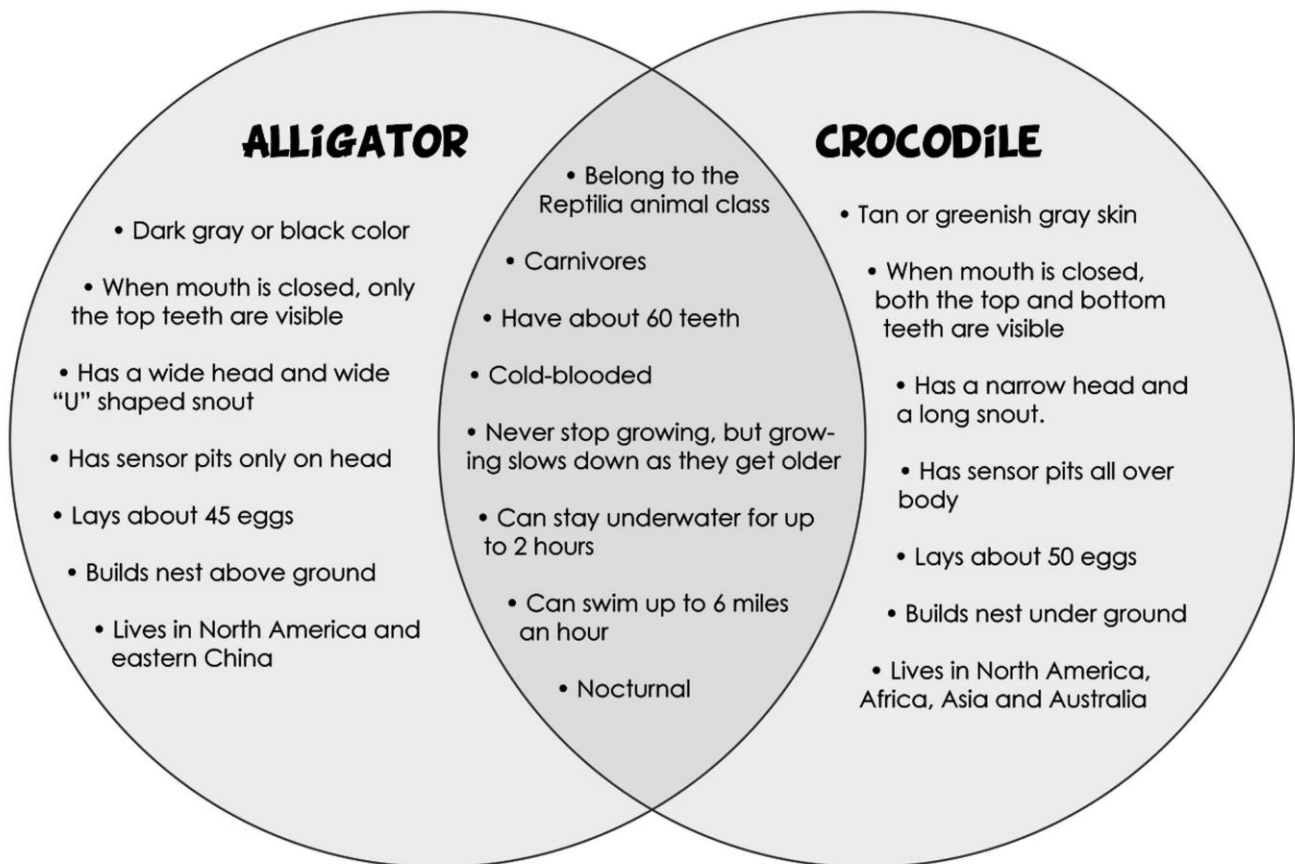 ALLiGATOR
• Dark gray or black color
• When mouth is closed, only
the top teeth are visible
• Has a wide head and wide
“U” shaped snout
• Has sensor pits only on head
• Lays about 45 eggs
• Builds nest above ground
• Lives in North America and
eastern China
• Belong to the
Reptilia animal class
• Carnivores
• Have about 60 teeth
• Cold-blooded
• Never stop growing, but grow-
ing slows down as they get older
• Can stay underwater for up
to 2 hours
• Can swim up to 6 miles
an hour
• Nocturnal
CROCODiLE
• Tan or greenish gray skin
• When mouth is closed,
both the top and bottom
teeth are visible
• Has a narrow head and
a long snout.
• Has sensor pits all over
body
• Lays about 50 eggs
• Builds nest under ground
• Lives in North America,
Africa, Asia and Australia